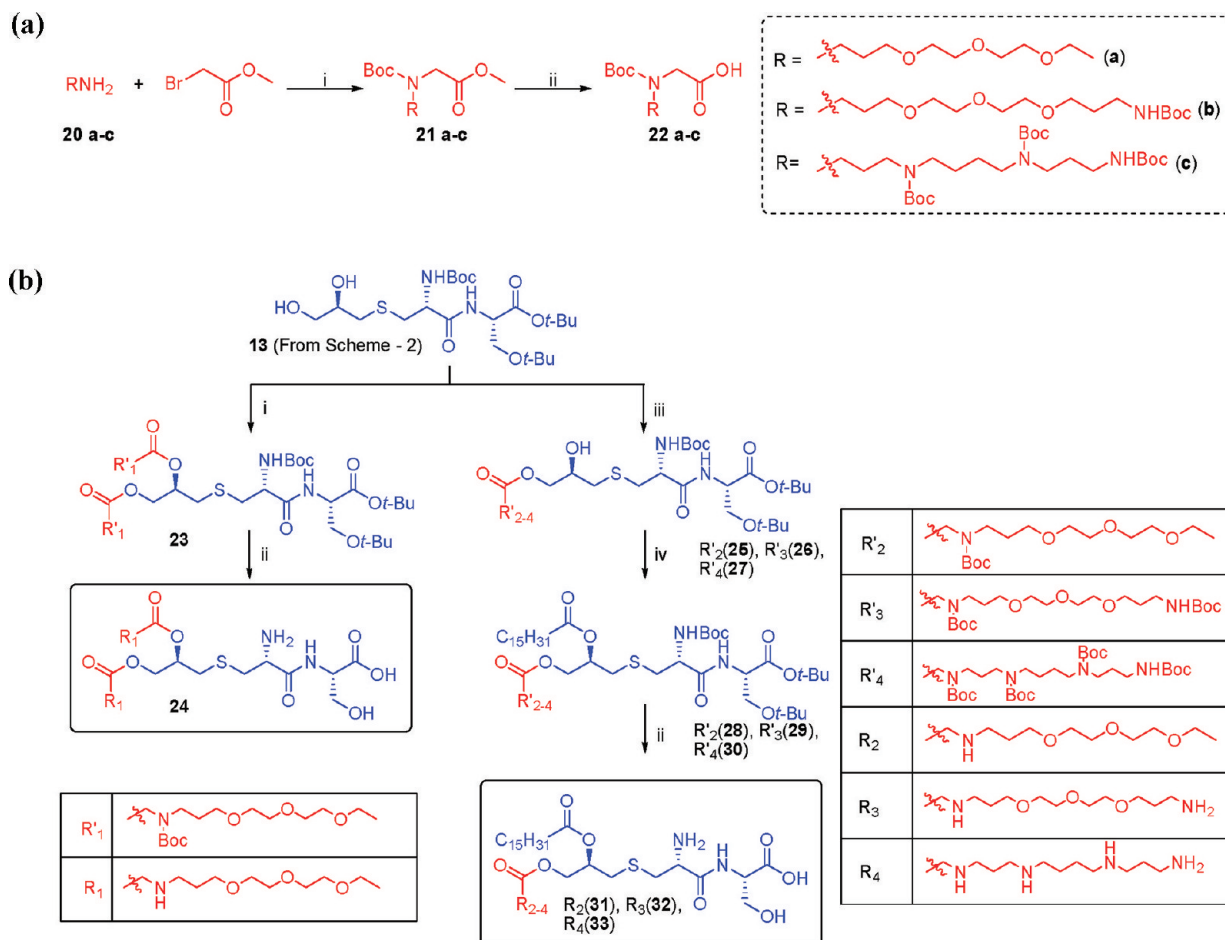 (a)
RNH2 + Br O O i Boc N R O O ii Boc N R OH O
20 a-c 21 a-c 22 a-c
R = O O O (a)
R = O O O NHBoc (b)
R= N Boc Boc N NHBoc (c)
(b)
OH HO S NHBoc O H N O Ot-Bu Ot-Bu
13 (From Scheme - 2)
i iii
O R'1 O O O R'1 S NHBoc O H N O Ot-Bu Ot-Bu
23
OH O O R'2-4 S NHBoc O H N O Ot-Bu Ot-Bu
R'2(25), R'3(26),
R'4(27)
ii iv
O R1 O O O R1 S NH2 O H N O OH OH
24
O C15H31 O O O R'2-4 S NHBoc O H N O Ot-Bu Ot-Bu
R'2(28), R'3(29),
R'4(30)
ii
O C15H31 O O O R2-4 S NH2 O H N O OH OH
R2(31), R3(32),
R4(33)
R'1 N Boc O O O
R1 N H O O O
R'2 N Boc O O O
R'3 N Boc O O O NHBoc
R'4 N Boc N Boc Boc N NHBoc
R2 N H O O O
R3 N H O O O NH2
R4 N H N H H N NH2